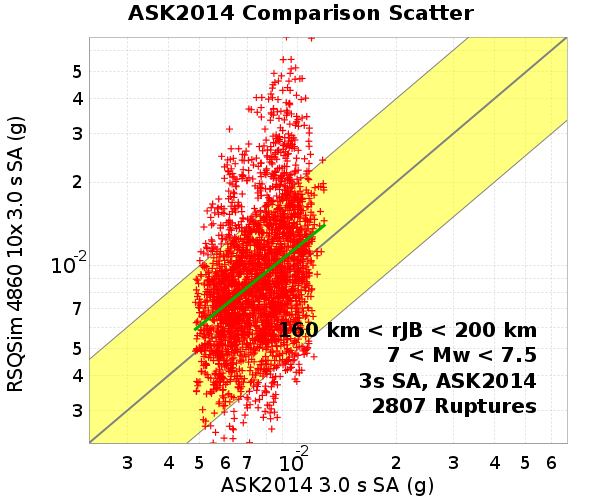 ASK2014 Comparison Scatter
RSQSim 4860 10x 3.0 s SA (g)
5
4
3
2
10-2
7
5
4
3
160 km < rJB < 200 km
7 < Mw < 7.5
3s SA, ASK2014
2807 Ruptures
3 4 5 6 7 10-2 2 3 4 5 6
ASK2014 3.0 s SA (g)